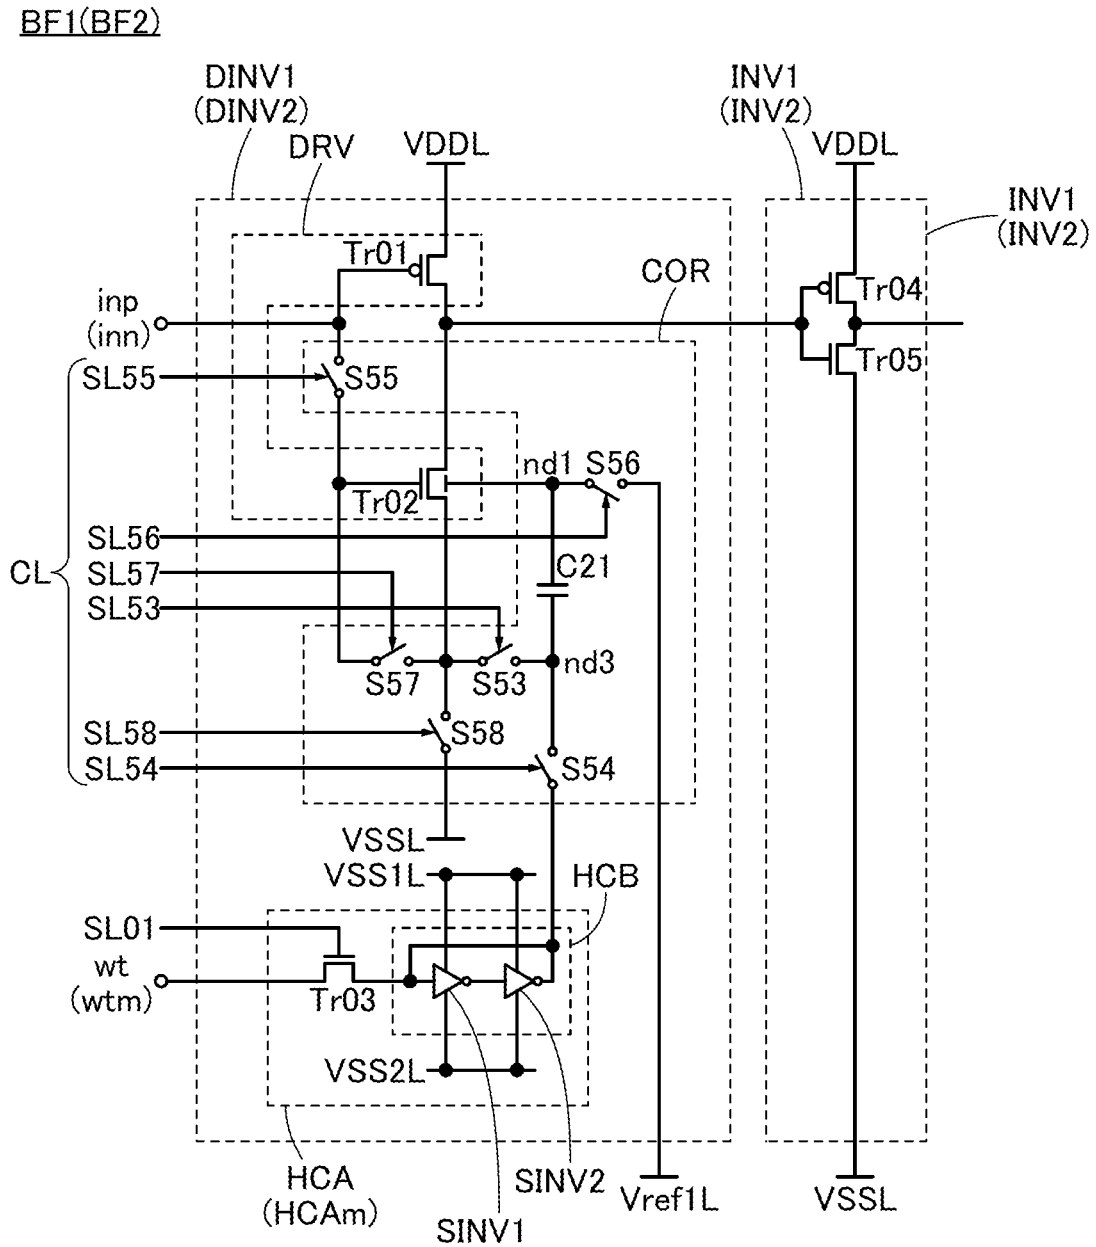 BF1(BF2)
DINV1
(DINV2)
INV1
(INV2)
DRV
VDDL
VDDL
INV1
(INV2)
Tr01
COR
Tr04
inp
(inn)
SL55
S55
Tr05
nd1
S56
Tr02
SL56
CL
SL57
C21
SL53
nd3
S57
S53
SL58
S58
SL54
S54
VSSL
VSS1L
HCB
SL01
wt
(wtm)
Tr03
VSS2L
HCA
(HCAm)
SINV2
SINV1
Vref1L
VSSL